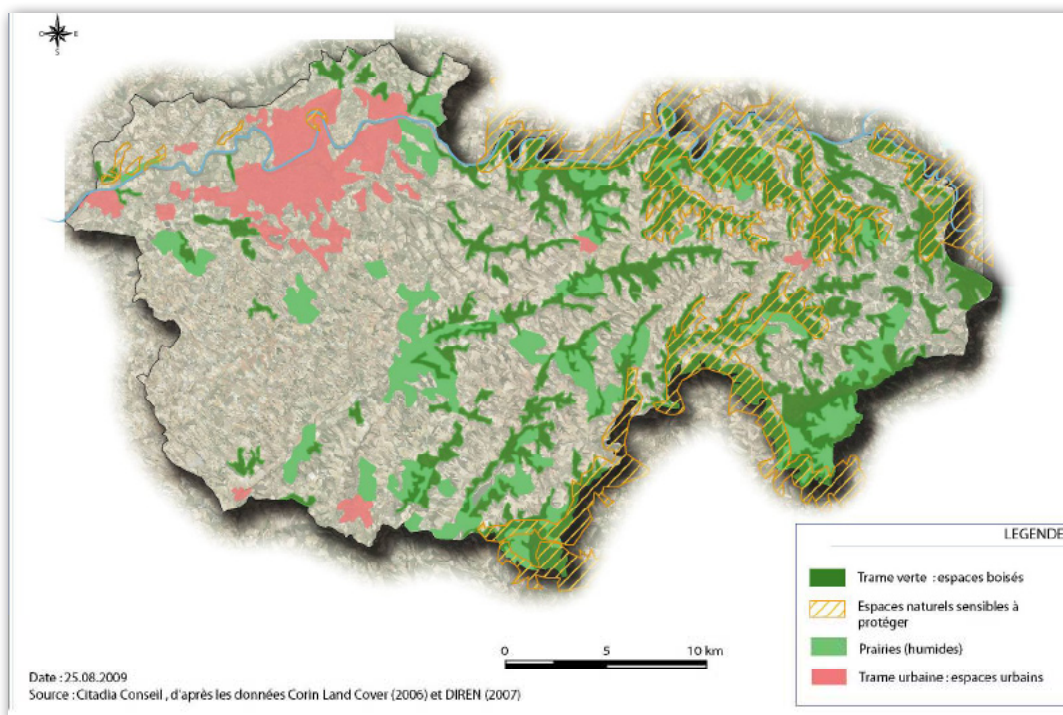 O E
S
LEGENDE
Trame verte : espaces boisés
Espaces naturels sensibles à
protéger
Prairies (humides)
Trame urbaine : espaces urbains
0 5 10 km
Date : 25.08.2009
Source : Citadia Conseil , d'après les données Corin Land Cover (2006) et DIREN (2007)